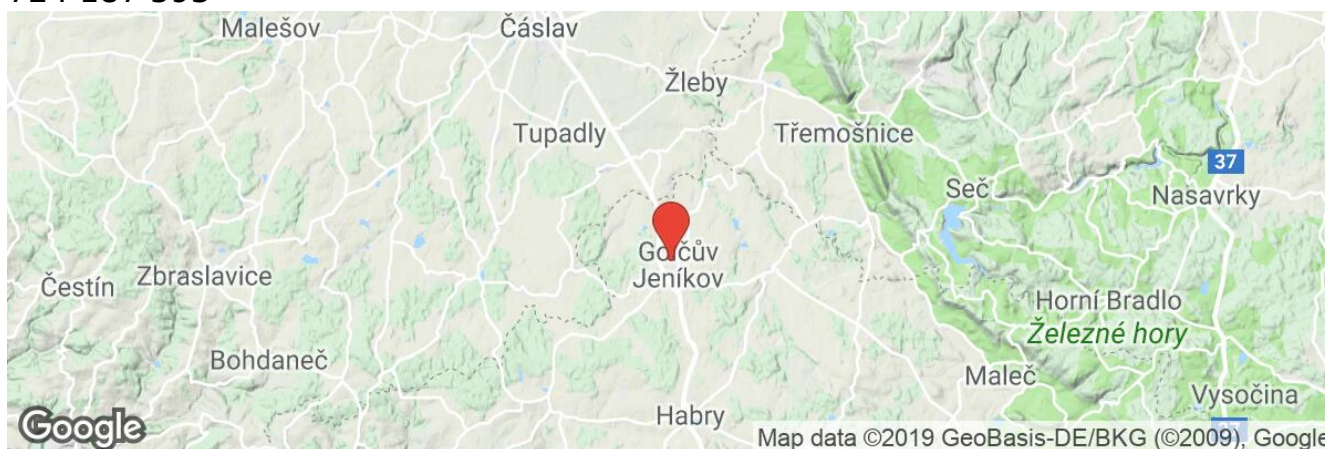 Malešov
Čáslav
Žleby
Tupadly
Třemošnice
37
Seč
Nasavrky
Golčův
Jeníkov
Zbraslavice
Čestín
Horní Bradlo
Železné hory
Bohdaneč
Maleč
Vysočina
Habry
Google
Map data ©2019 GeoBasis-DE/BKG (©2009), Google